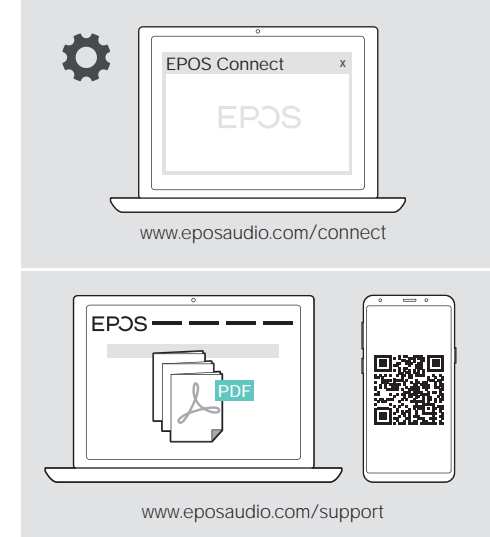 EPOS Connect x
EPOS
www.eposaudio.com/connect
EPOS
PDF
www.eposaudio.com/support